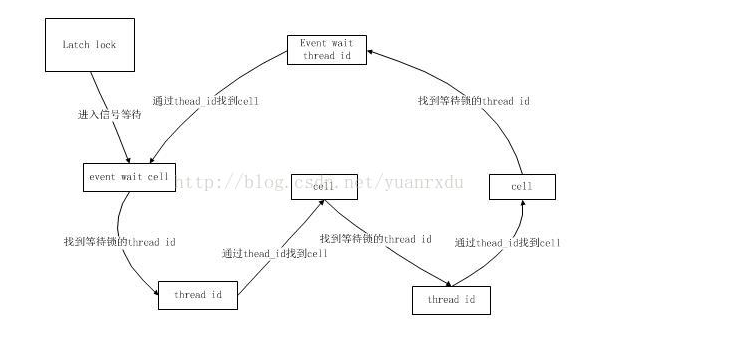 Latch lock
Event wait
thread id
通过thead_id找到cell
找到等待锁的thread id
进入信号等待
event wait cell
http://blog.csdn.net/yuanrxdu
cell
cell
找到等待锁的thread id
通过thead_id找到cell
找到等待锁的thread id
通过thead_id找到cell
thread id
thread id